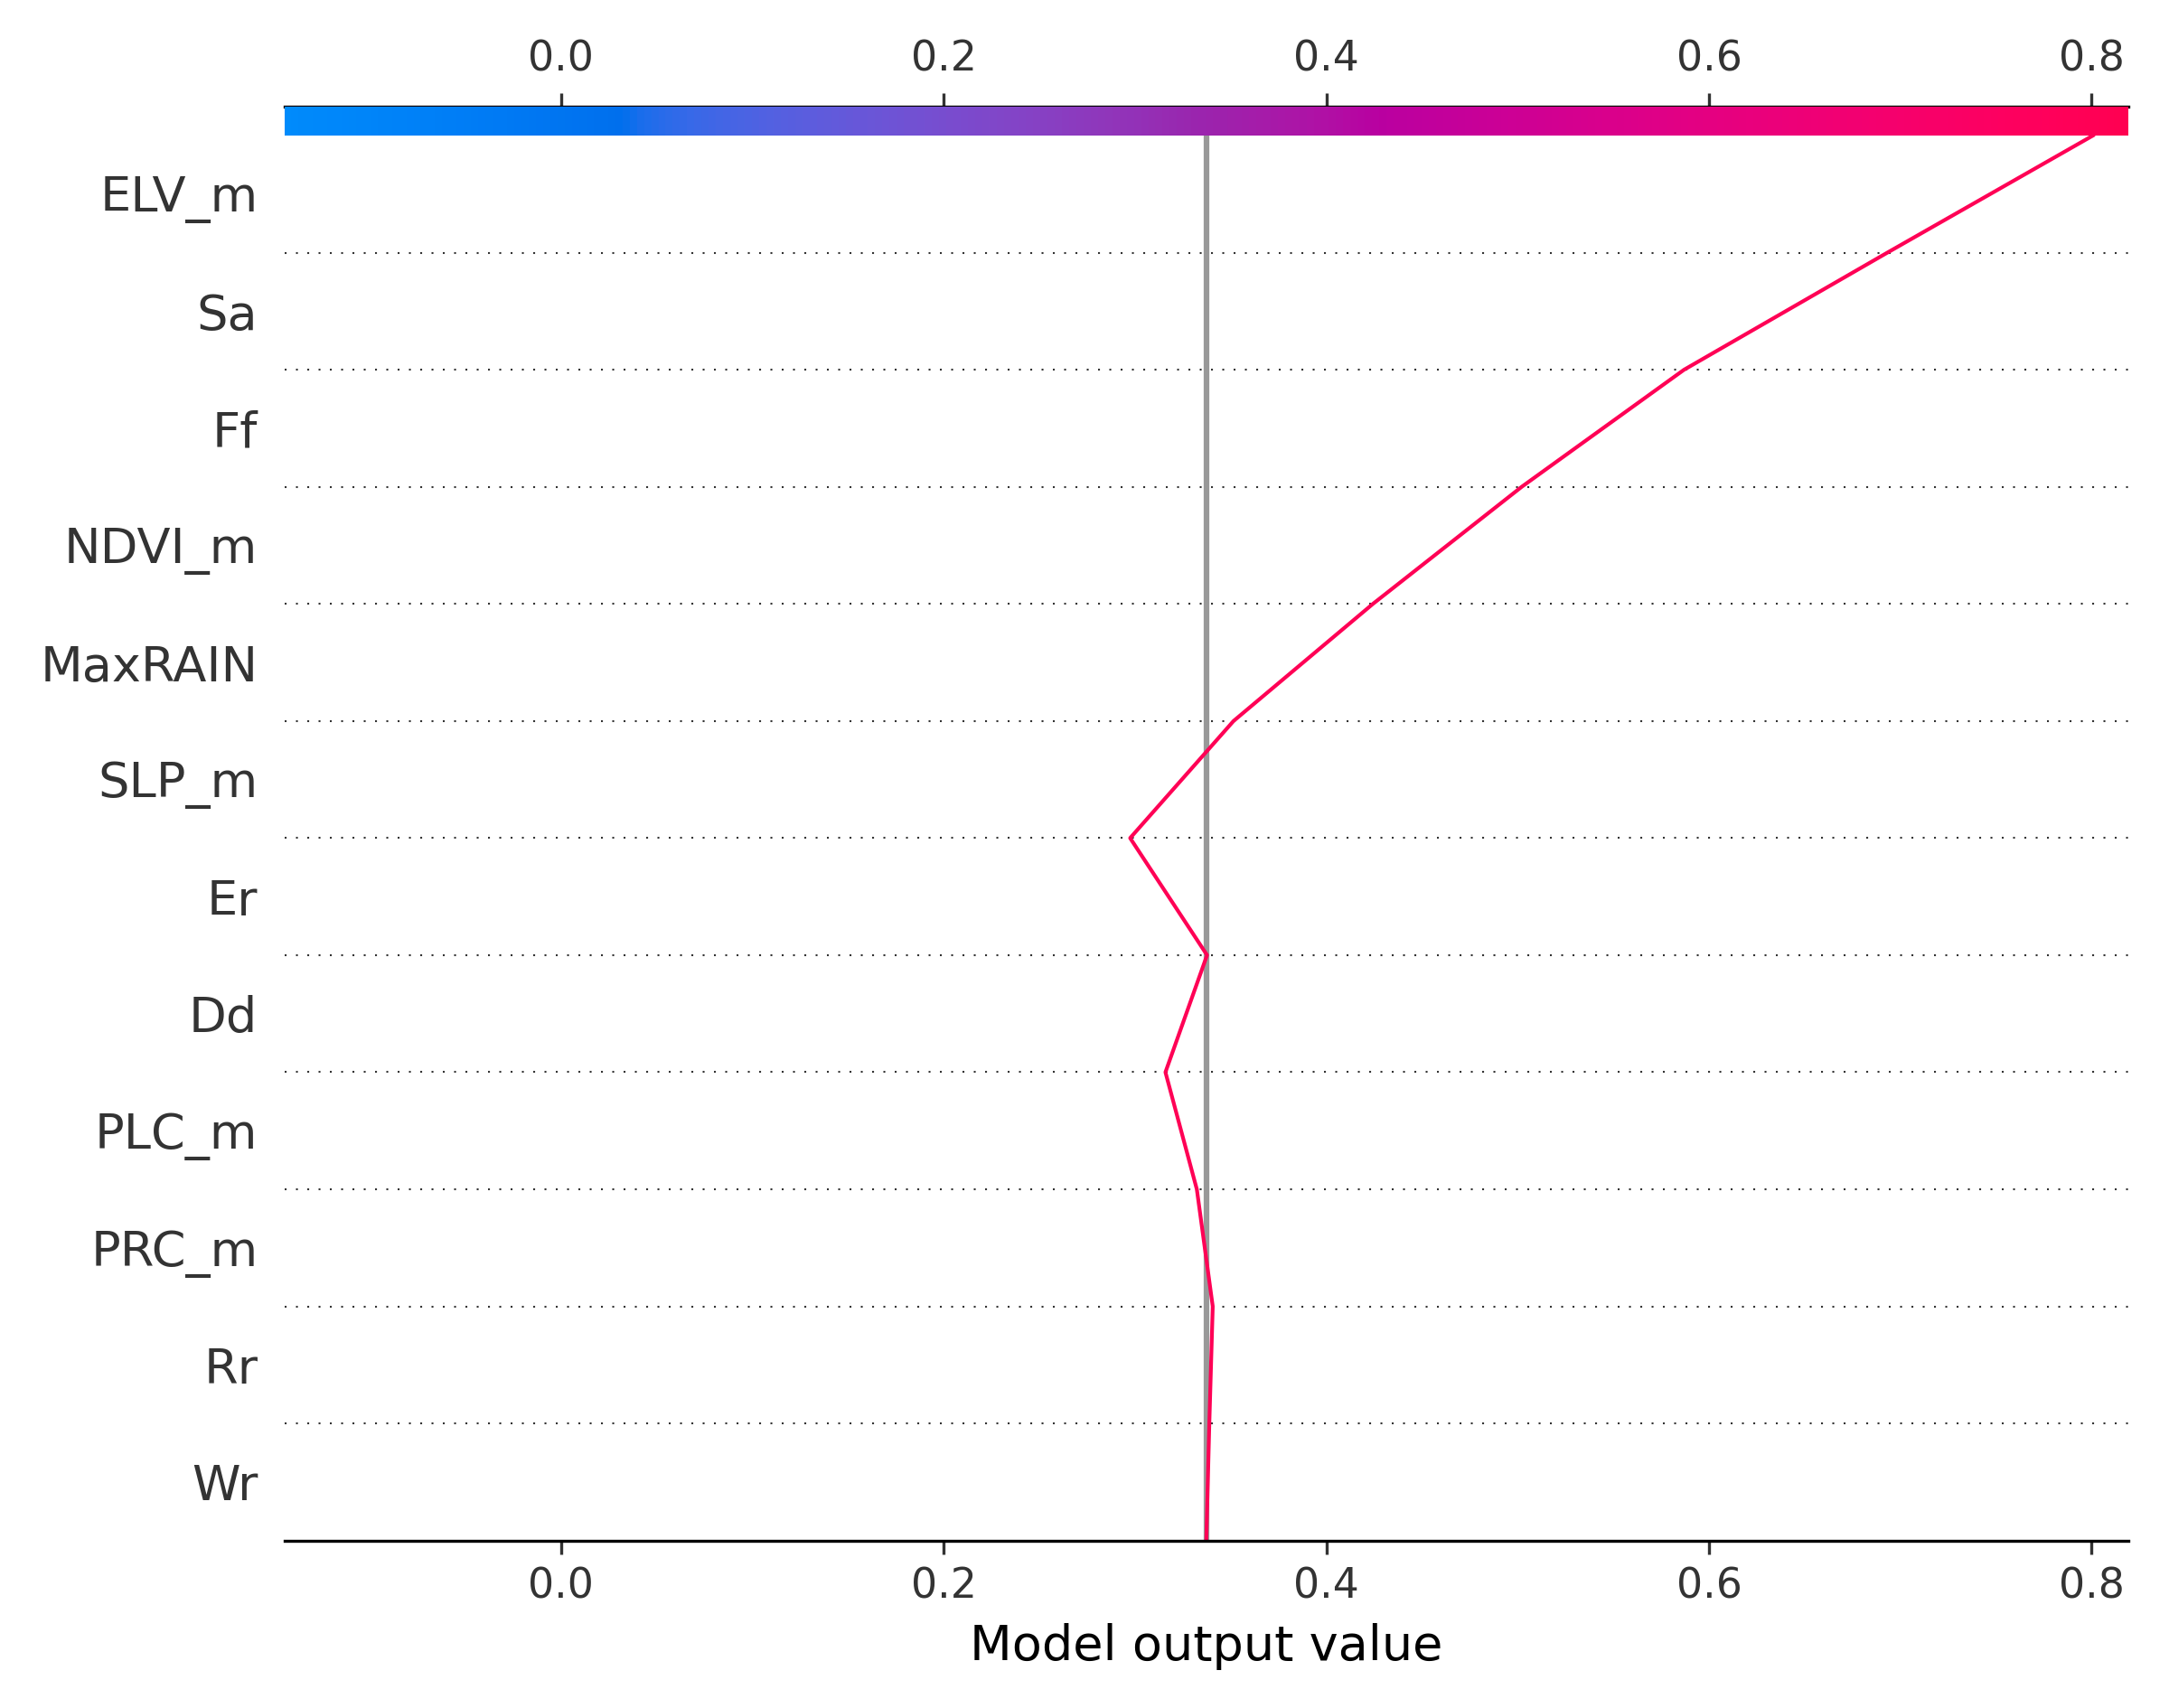 0.0 0.2 0.4 0.6 0.8
ELV_m
Sa
Ff
NDVI_m
MaxRAIN
SLP_m
Er
Dd
PLC_m
PRC_m
Rr
Wr
0.0 0.2 0.4 0.6 0.8
Model output value